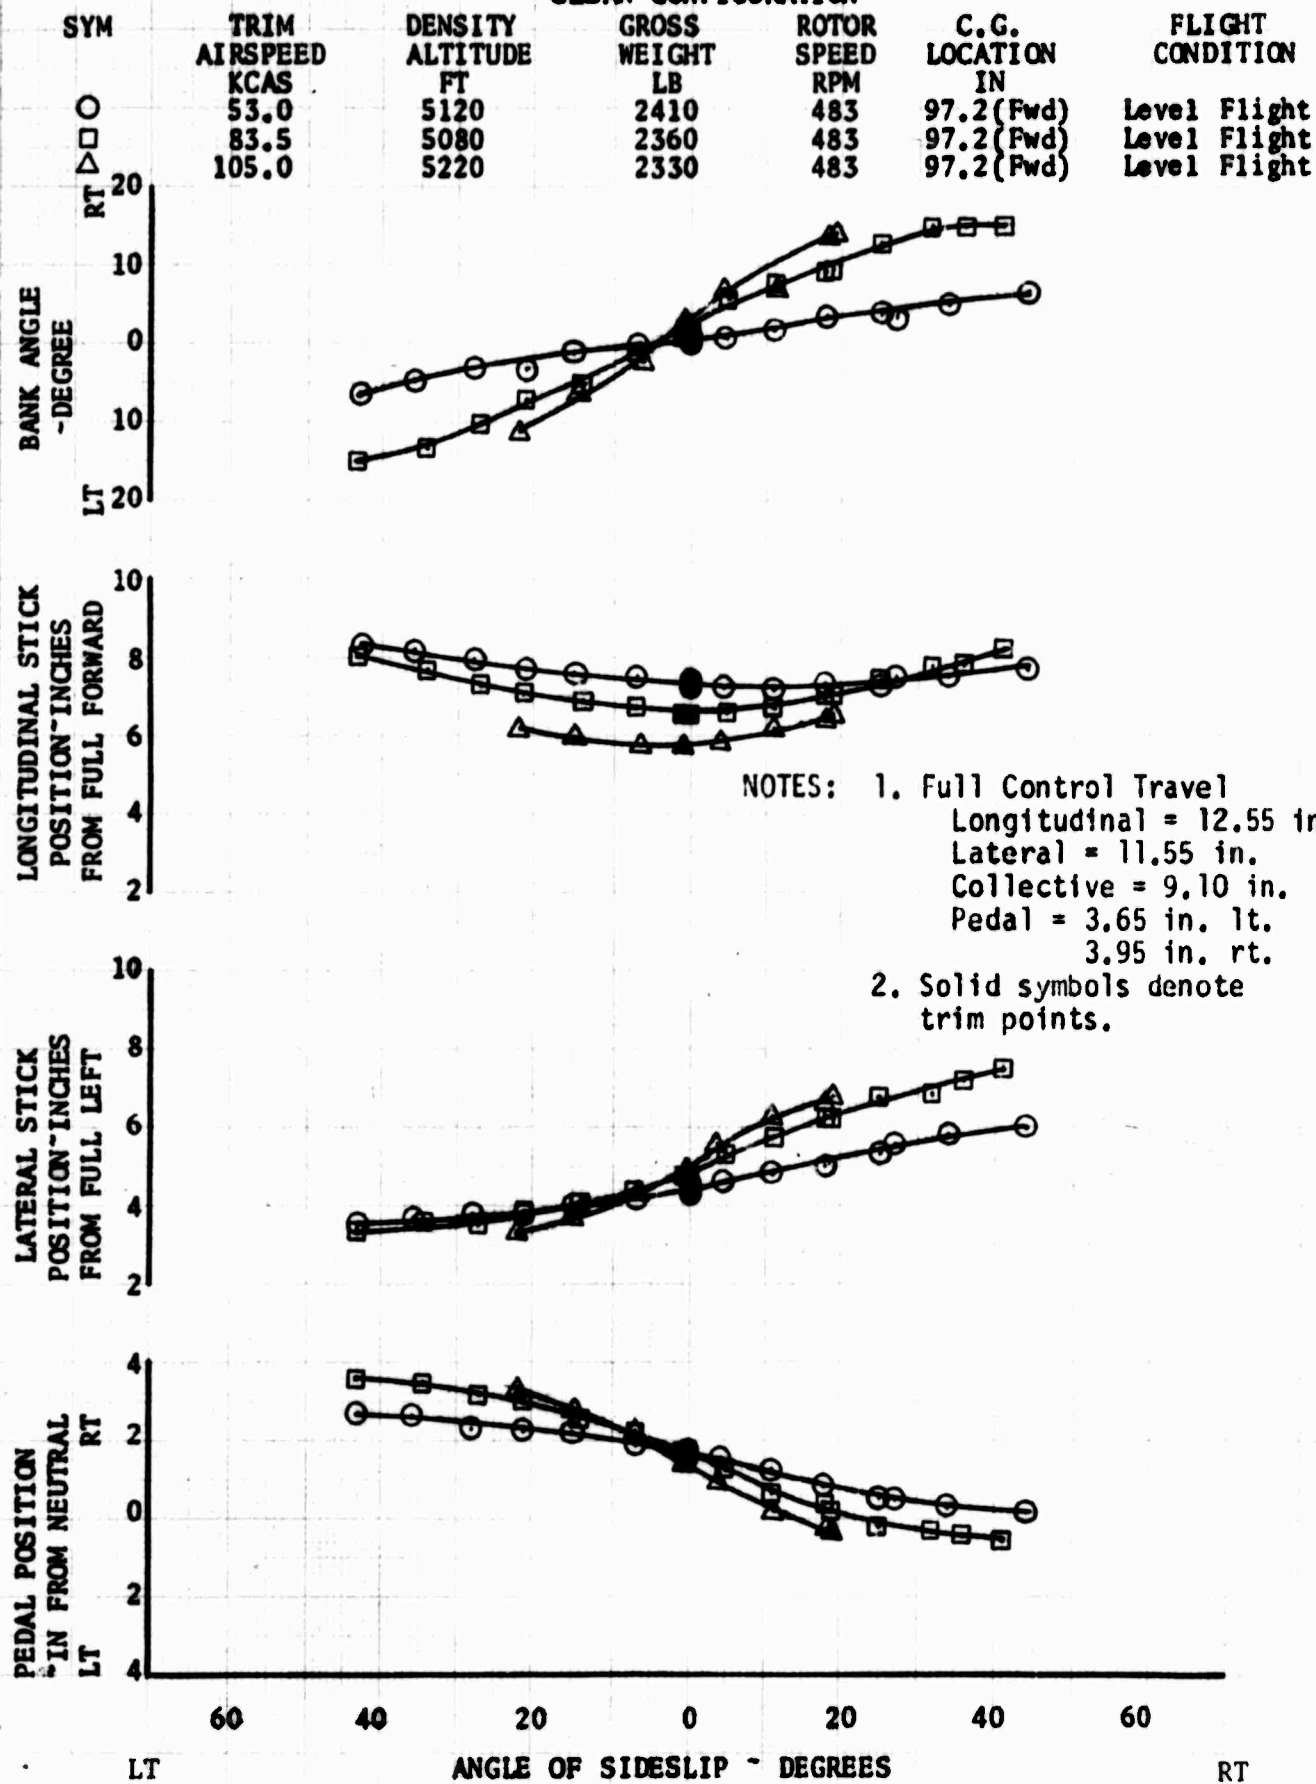 SYM TRIM DENSITY GROSS ROTOR C.G. FLIGHT
AIRSPEED ALTITUDE WEIGHT SPEED LOCATION CONDITION
KCAS FT LB RPM IN
53.0 5120 2410 483 97.2(Fwd) Level Flight
83.5 5080 2360 483 97.2(Fwd) Level Flight
105.0 5220 2330 483 97.2(Fwd) Level Flight
BANK ANGLE
~DEGREE
RT 20
10
0
10
LT 20
LONGITUDINAL STICK
POSITION~INCHES
FROM FULL FORWARD
10
8
6
4
2
NOTES: 1. Full Control Travel
Longitudinal = 12.55 in
Lateral = 11.55 in.
Collective = 9.10 in.
Pedal = 3.65 in. lt.
3.95 in. rt.
2. Solid symbols denote
trim points.
LATERAL STICK
POSITION~INCHES
FROM FULL LEFT
10
8
6
4
2
PEDAL POSITION
~IN FROM NEUTRAL
LT RT
4
2
0
2
4
60 40 20 0 20 40 60
LT ANGLE OF SIDESLIP ~ DEGREES RT